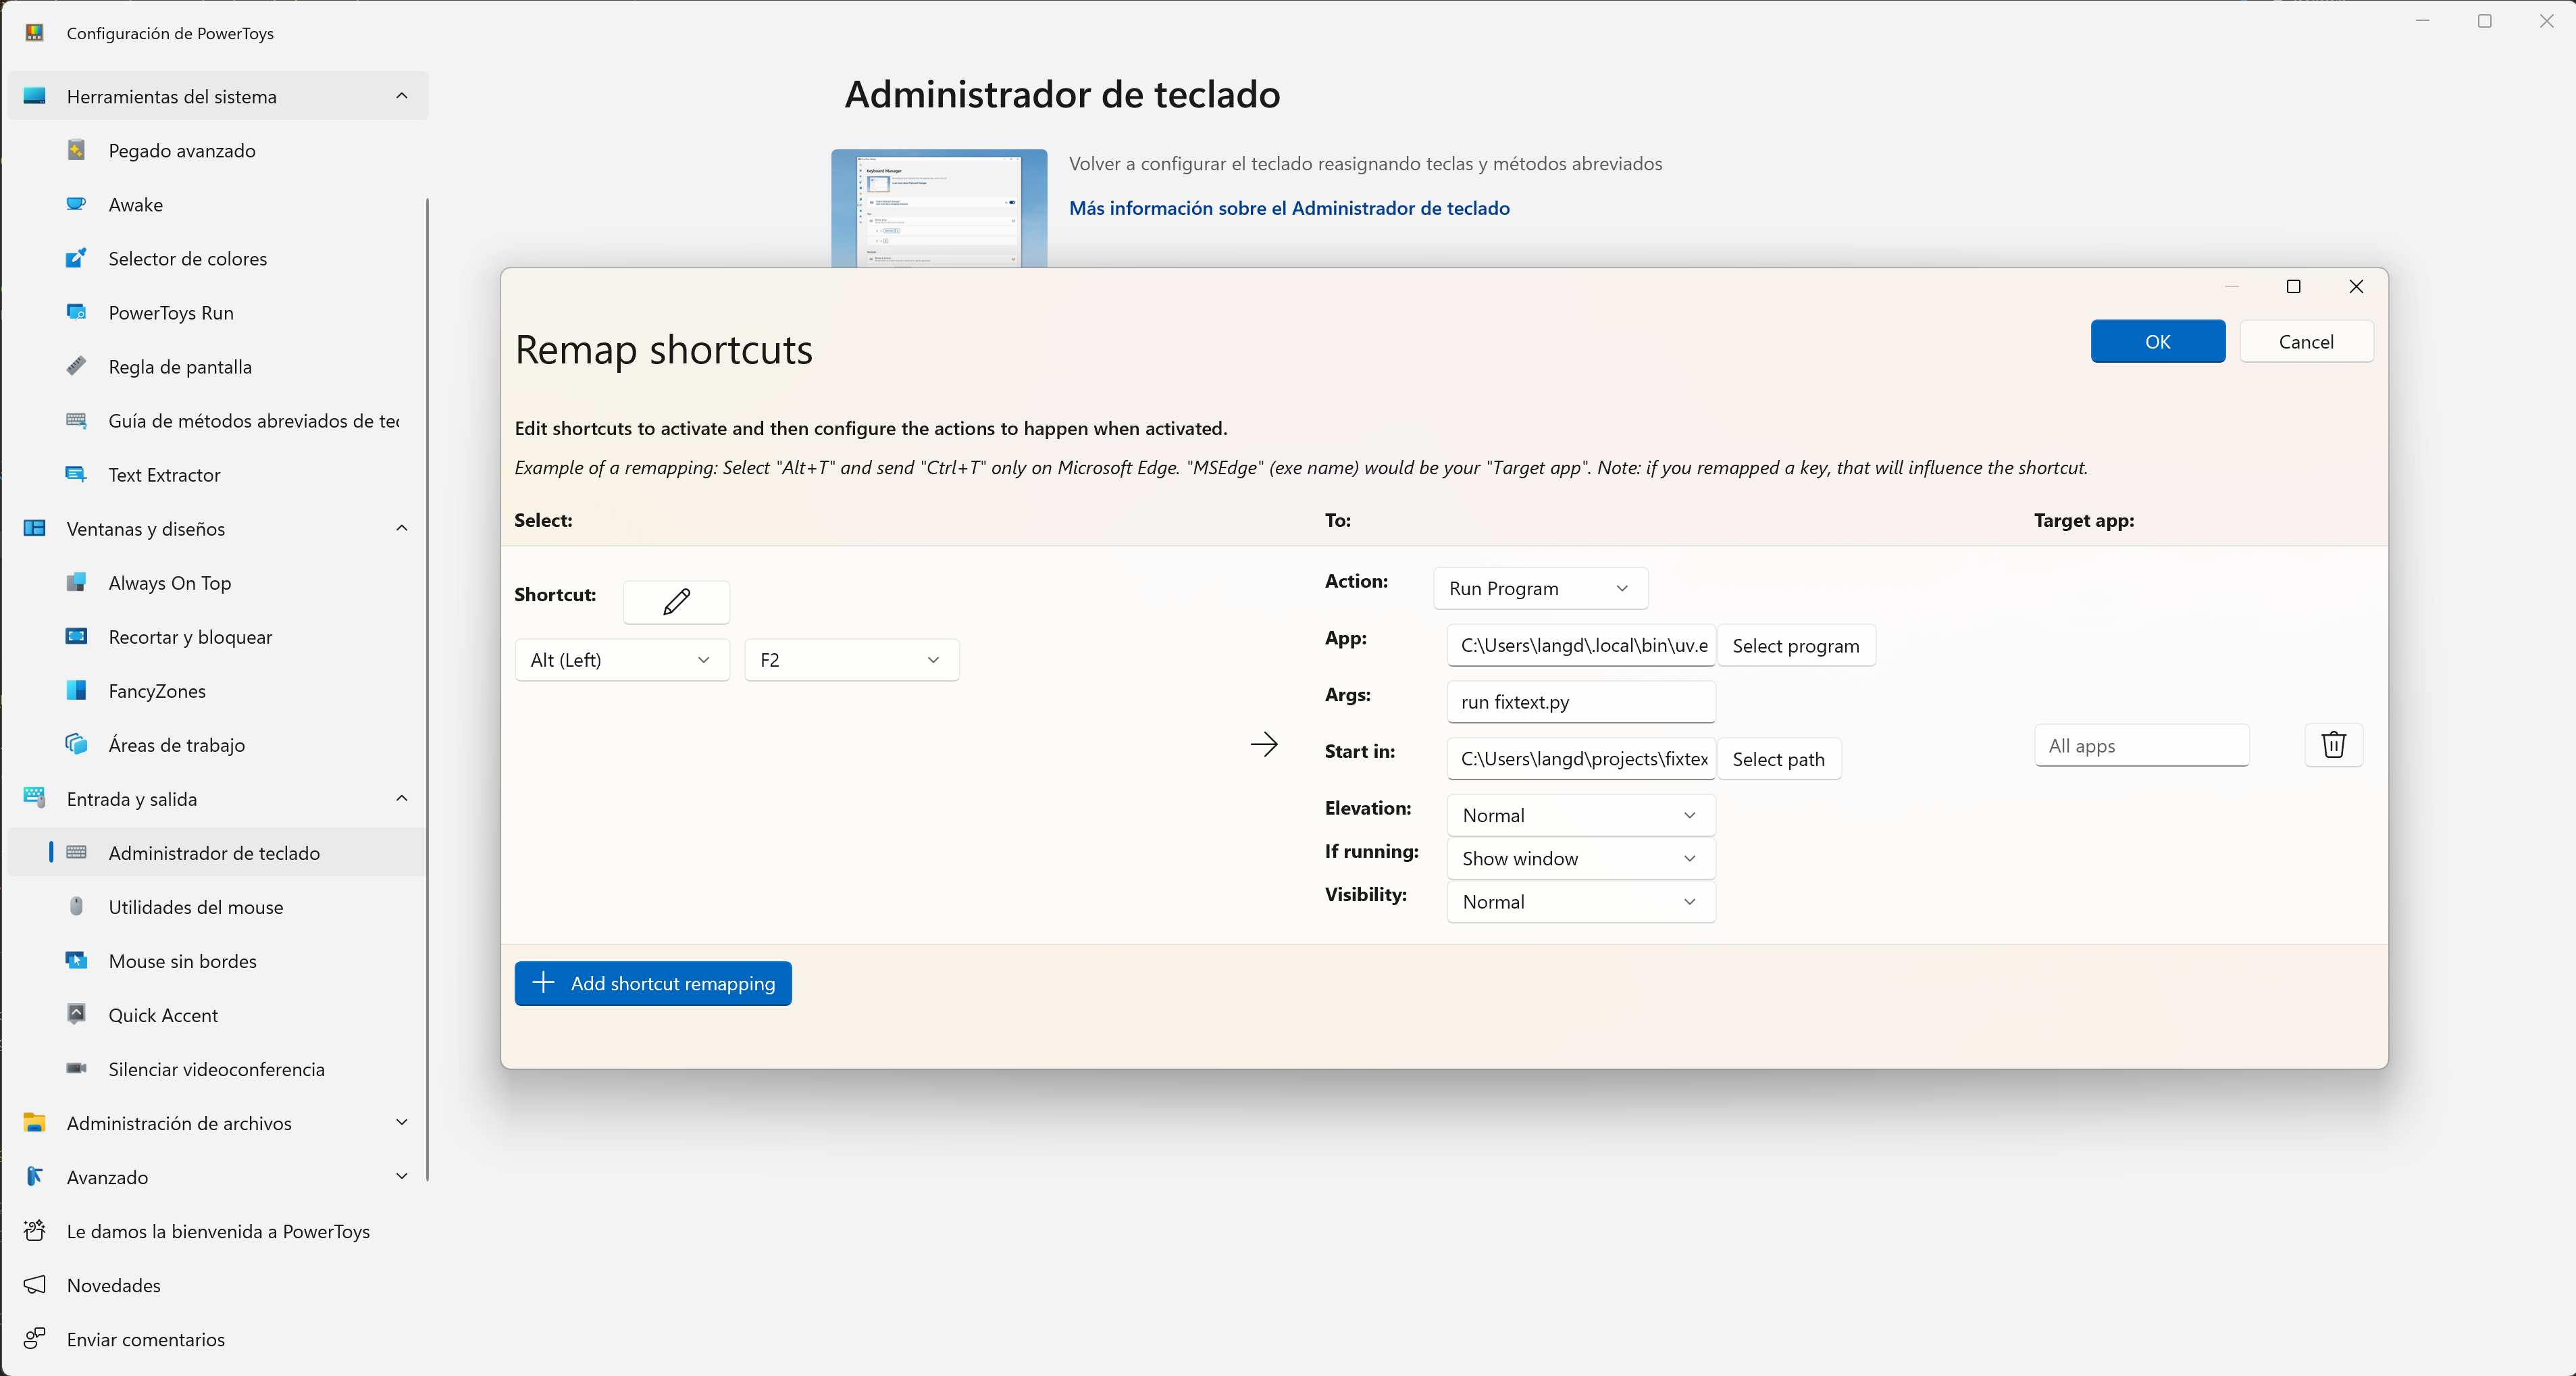 Configuración de PowerToys
Herramientas del sistema
Pegado avanzado
Awake
Selector de colores
PowerToys Run
Regla de pantalla
Guía de métodos abreviados de tec
Text Extractor
Ventanas y diseños
Always On Top
Recortar y bloquear
FancyZones
Áreas de trabajo
Entrada y salida
Administrador de teclado
Utilidades del mouse
Mouse sin bordes
Quick Accent
Silenciar videoconferencia
Administración de archivos
Avanzado
Le damos la bienvenida a PowerToys
Novedades
Enviar comentarios
Administrador de teclado
Keyboard Manager
Volver a configurar el teclado reasignando teclas y métodos abreviados
Más información sobre el Administrador de teclado
Remap shortcuts
OK
Cancel
Edit shortcuts to activate and then configure the actions to happen when activated.
Example of a remapping: Select "Alt+T" and send "Ctrl+T" only on Microsoft Edge. "MSEdge" (exe name) would be your "Target app". Note: if you remapped a key, that will influence the shortcut.
Select:
To:
Target app:
Shortcut:
Alt (Left)
F2
Action:
Run Program
App:
C:\Users\langd\.local\bin\uv.e
Select program
Args:
run fixtext.py
Start in:
C:\Users\langd\projects\fixtex
Select path
Elevation:
Normal
If running:
Show window
Visibility:
Normal
All apps
Add shortcut remapping